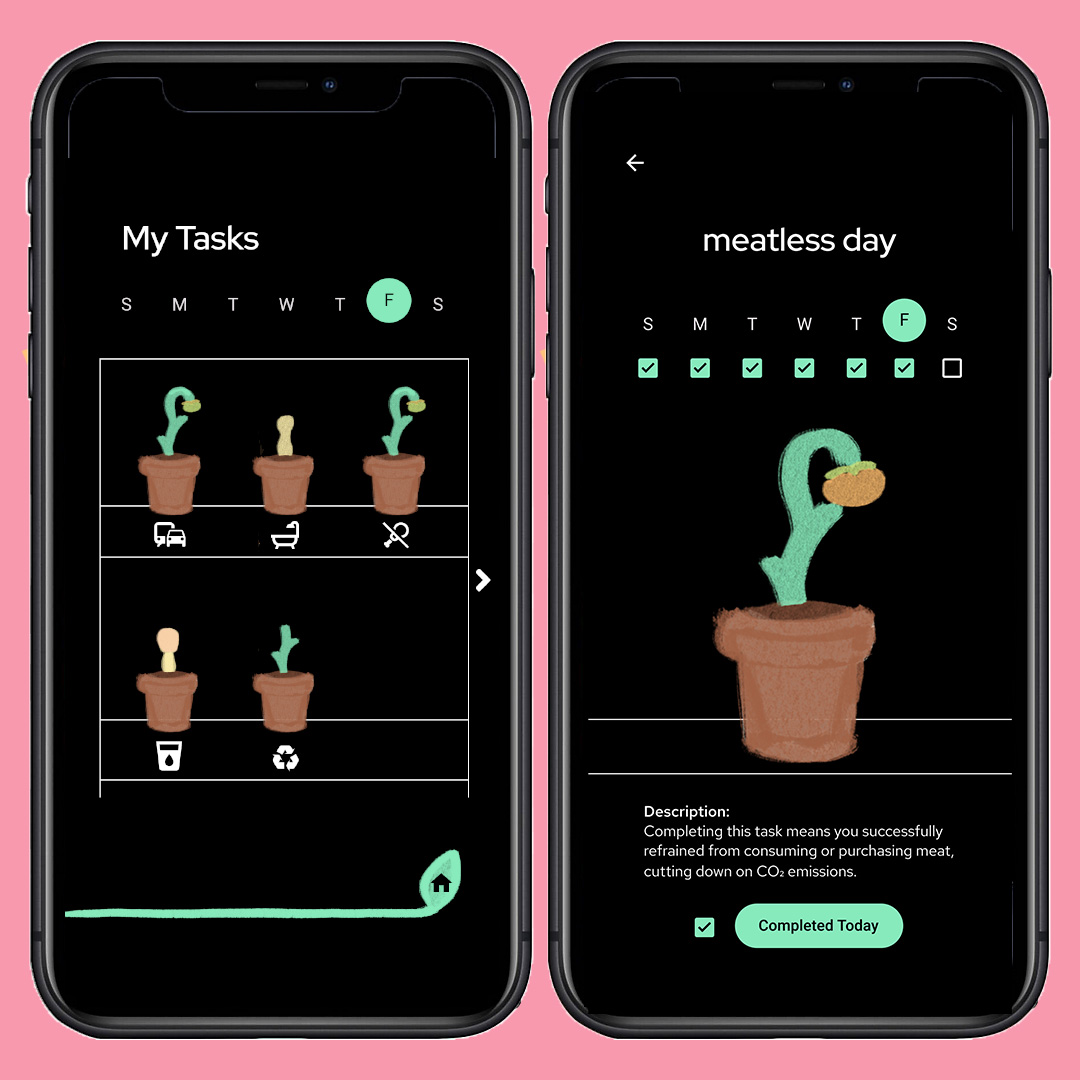 My Tasks
S M T W T F S
meatless day
S M T W T F S
Description:
Completing this task means you successfully
refrained from consuming or purchasing meat,
cutting down on CO₂ emissions.
Completed Today